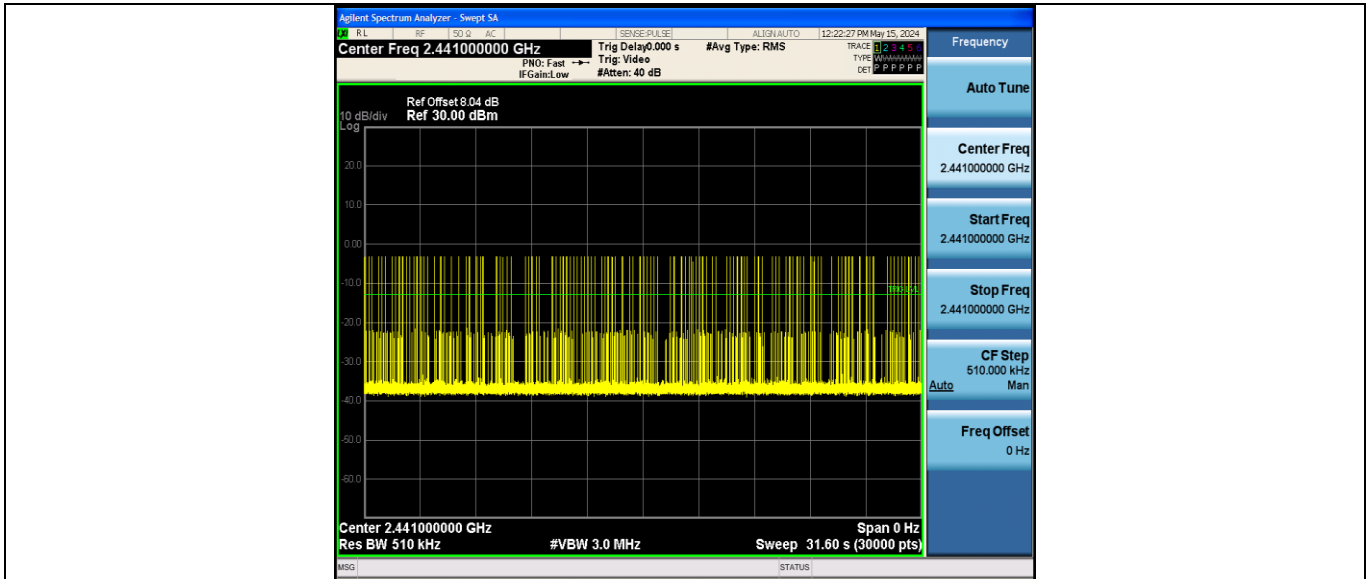 Agilent Spectrum Analyzer - Swept SA
RL RF 50 Ω AC SENSE:PULSE ALIGN AUTO 12:22:27 PM May 15, 2024
Center Freq 2.441000000 GHz
PNO: Fast
IFGain:Low
Trig Delay0.000 s
Trig: Video
#Atten: 40 dB
#Avg Type: RMS
TRACE 1 2 3 4 5 6
TYPE
DET P P P P P P
Frequency
Auto Tune
Ref Offset 8.04 dB
10 dB/div Ref 30.00 dBm
Log
20.0
10.0
0.00
-10.0
TRIG LVL
-20.0
-30.0
-40.0
-50.0
-60.0
Center Freq
2.441000000 GHz
Start Freq
2.441000000 GHz
Stop Freq
2.441000000 GHz
CF Step
510.000 kHz
Auto Man
Freq Offset
0 Hz
Center 2.441000000 GHz Span 0 Hz
Res BW 510 kHz #VBW 3.0 MHz Sweep 31.60 s (30000 pts)
MSG STATUS